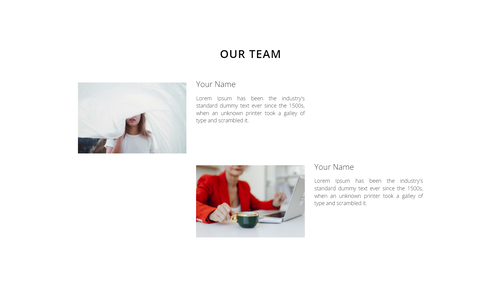 OUR TEAM
Your Name
Lorem Ipsum has been the industry's
standard dummy text ever since the 1500s,
when an unknown printer took a galley of
type and scrambled it.
Your Name
Lorem Ipsum has been the industry's
standard dummy text ever since the 1500s,
when an unknown printer took a galley of
type and scrambled it.